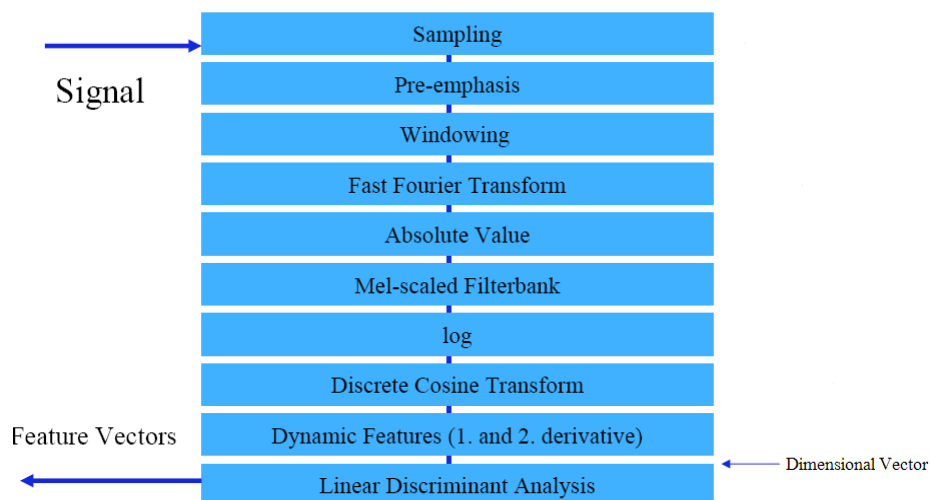 Sampling
Signal
Pre-emphasis
Windowing
Fast Fourier Transform
Absolute Value
Mel-scaled Filterbank
log
Discrete Cosine Transform
Feature Vectors
Dynamic Features (1. and 2. derivative)
Dimensional Vector
Linear Discriminant Analysis